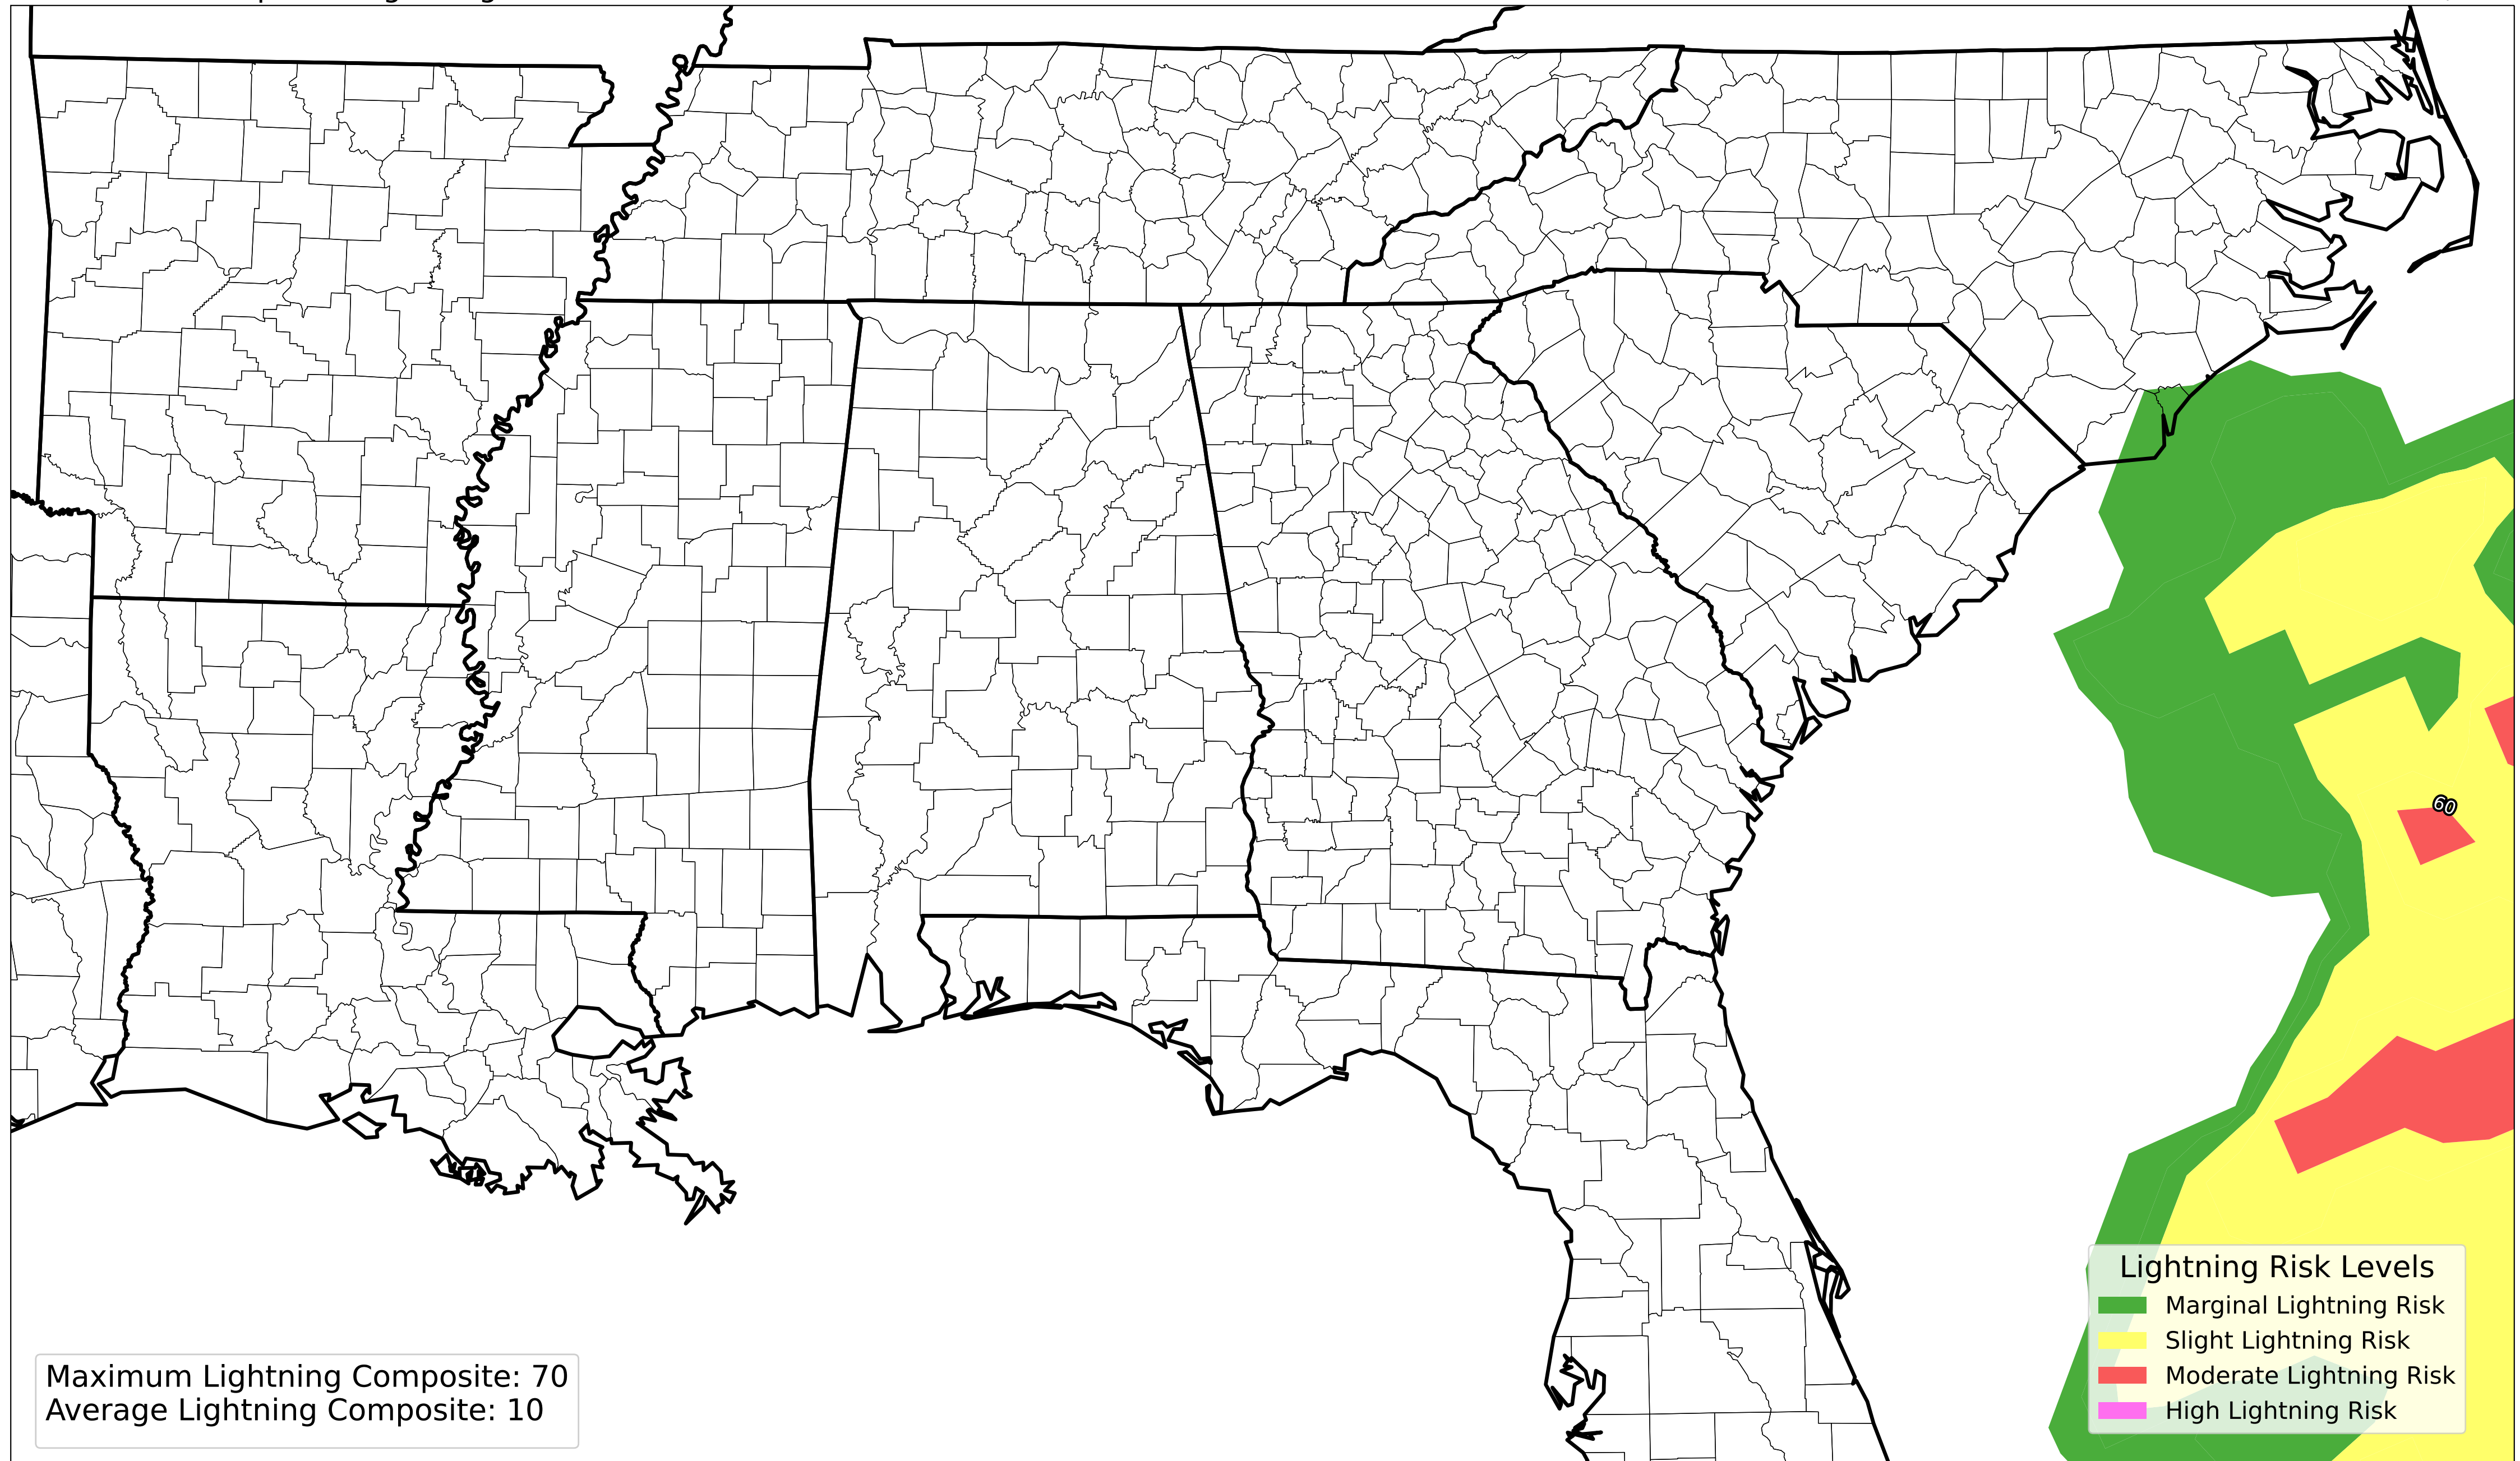 60
Lightning Risk Levels
Marginal Lightning Risk
Slight Lightning Risk
Moderate Lightning Risk
High Lightning Risk
Maximum Lightning Composite: 70
Average Lightning Composite: 10